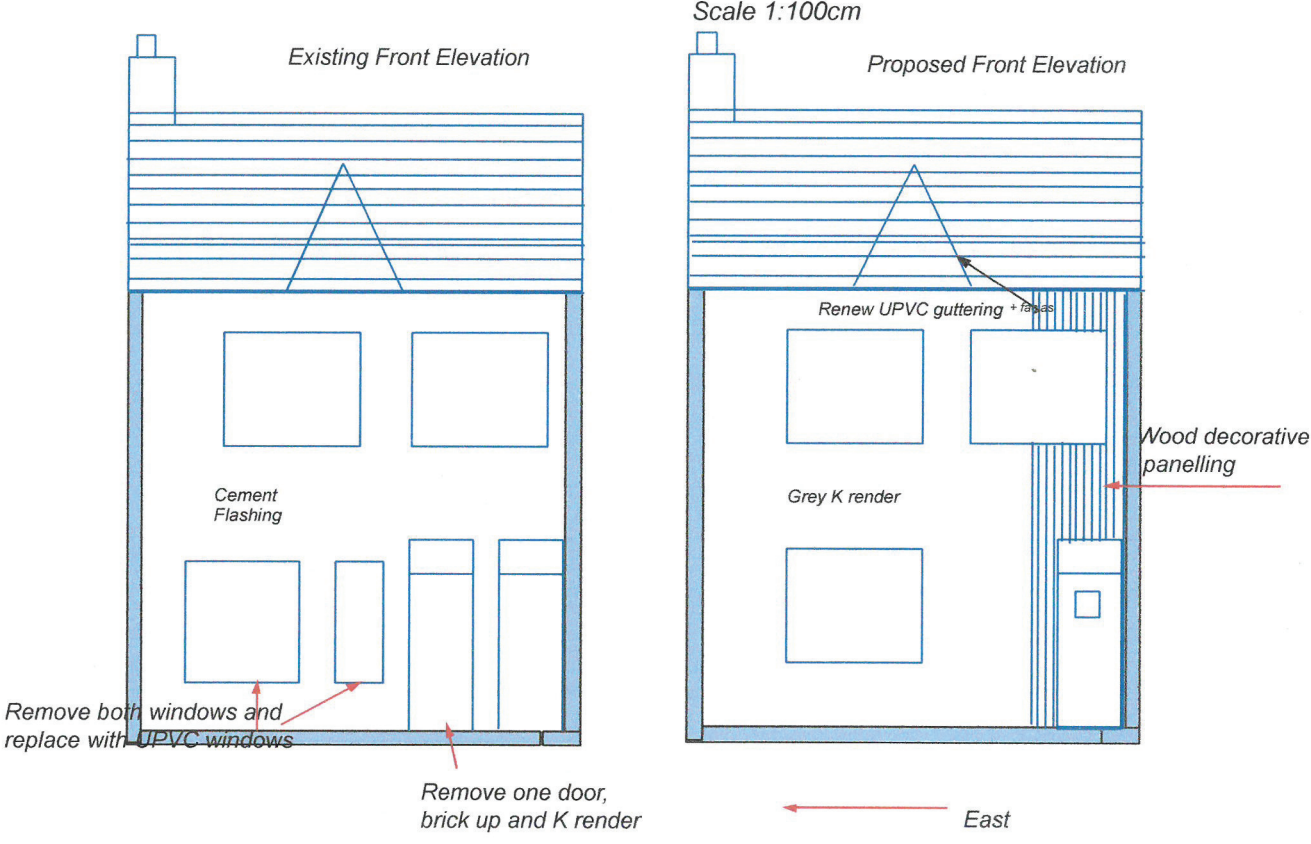 Scale 1:100cm
Existing Front Elevation
Proposed Front Elevation
Renew UPVC guttering + facias
Wood decorative
panelling
Cement
Flashing
Grey K render
Remove both windows and
replace with UPVC windows
Remove one door,
brick up and K render
East